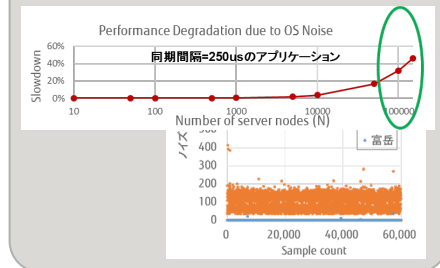 Performance Degradation due to OS Noise
同期間隔=250usのアプリケーション
Slowdown
60%
40%
20%
0%
10
100
1000
10000
100000
Number of server nodes (N)
ノイズ
富岳
400
300
200
100
0
0
20,000
40,000
60,000
Sample count